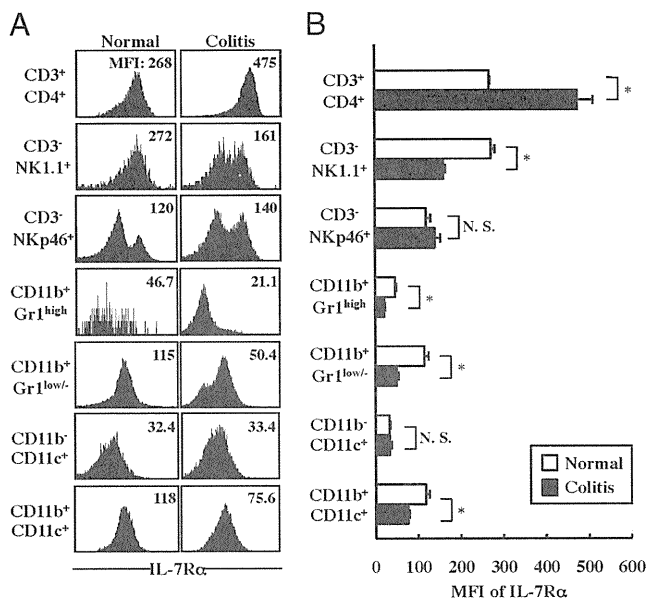 A
Normal Colitis
CD3⁺
CD4⁺
MFI: 268
475
CD3⁻
NK1.1⁺
272
161
CD3⁻
NKp46⁺
120
140
CD11b⁺
Gr1ʰⁱᵍʰ
46.7
21.1
CD11b⁺
Gr1ˡᵒʷ/⁻
115
50.4
CD11b⁻
CD11c⁺
32.4
33.4
CD11b⁺
CD11c⁺
118
75.6
IL-7Rα
B
CD3⁺
CD4⁺
*
CD3⁻
NK1.1⁺
*
CD3⁻
NKp46⁺
N. S.
CD11b⁺
Gr1ʰⁱᵍʰ
*
CD11b⁺
Gr1ˡᵒʷ/⁻
*
CD11b⁻
CD11c⁺
N. S.
CD11b⁺
CD11c⁺
*
Normal
Colitis
0 100 200 300 400 500 600
MFI of IL-7Rα